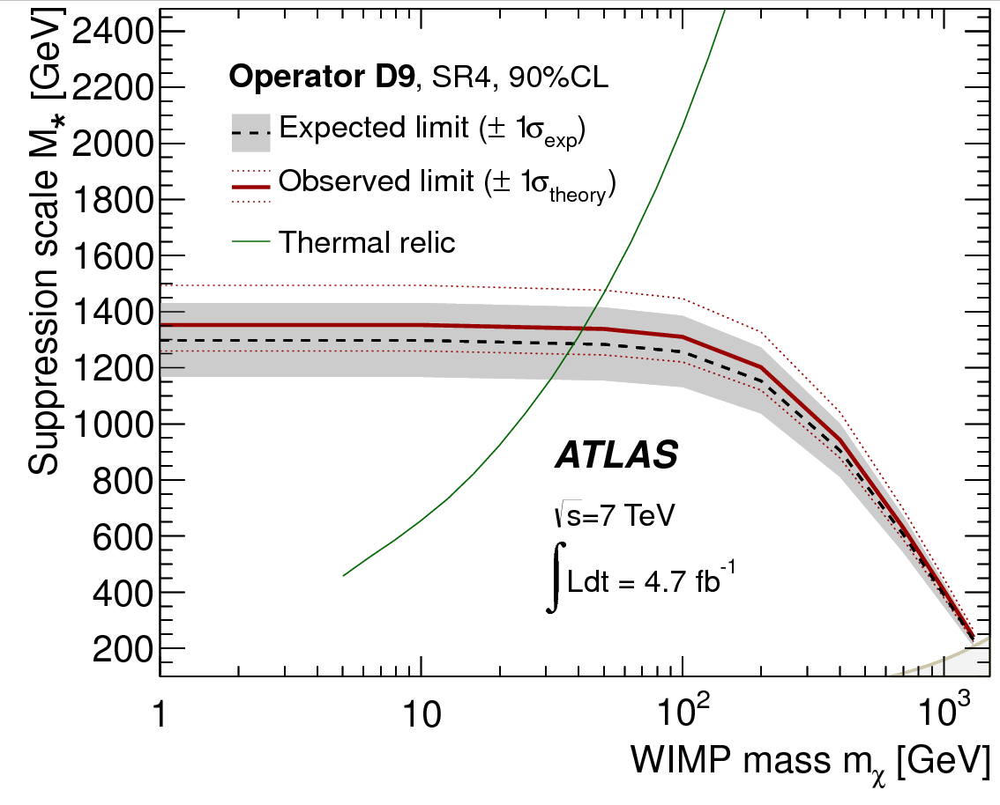 Suppression scale M⋆ [GeV]
2400
2200
2000
1800
1600
1400
1200
1000
800
600
400
200
Operator D9, SR4, 90%CL
Expected limit (± 1σexp)
Observed limit (± 1σtheory)
Thermal relic
ATLAS
√s=7 TeV
∫Ldt = 4.7 fb⁻¹
1 10 10² 10³
WIMP mass mχ [GeV]